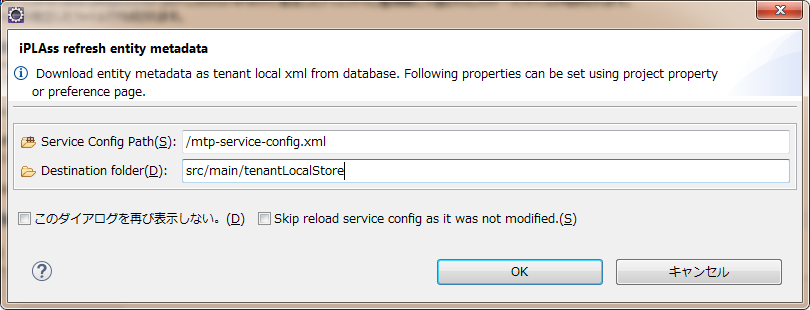 iPLAss refresh entity metadata
Download entity metadata as tenant local xml from database. Following properties can be set using project property
or preference page.
Service Config Path(S): /mtp-service-config.xml
Destination folder(D): src/main/tenantLocalStore
このダイアログを再び表示しない。(D) Skip reload service config as it was not modified.(S)
OK キャンセル